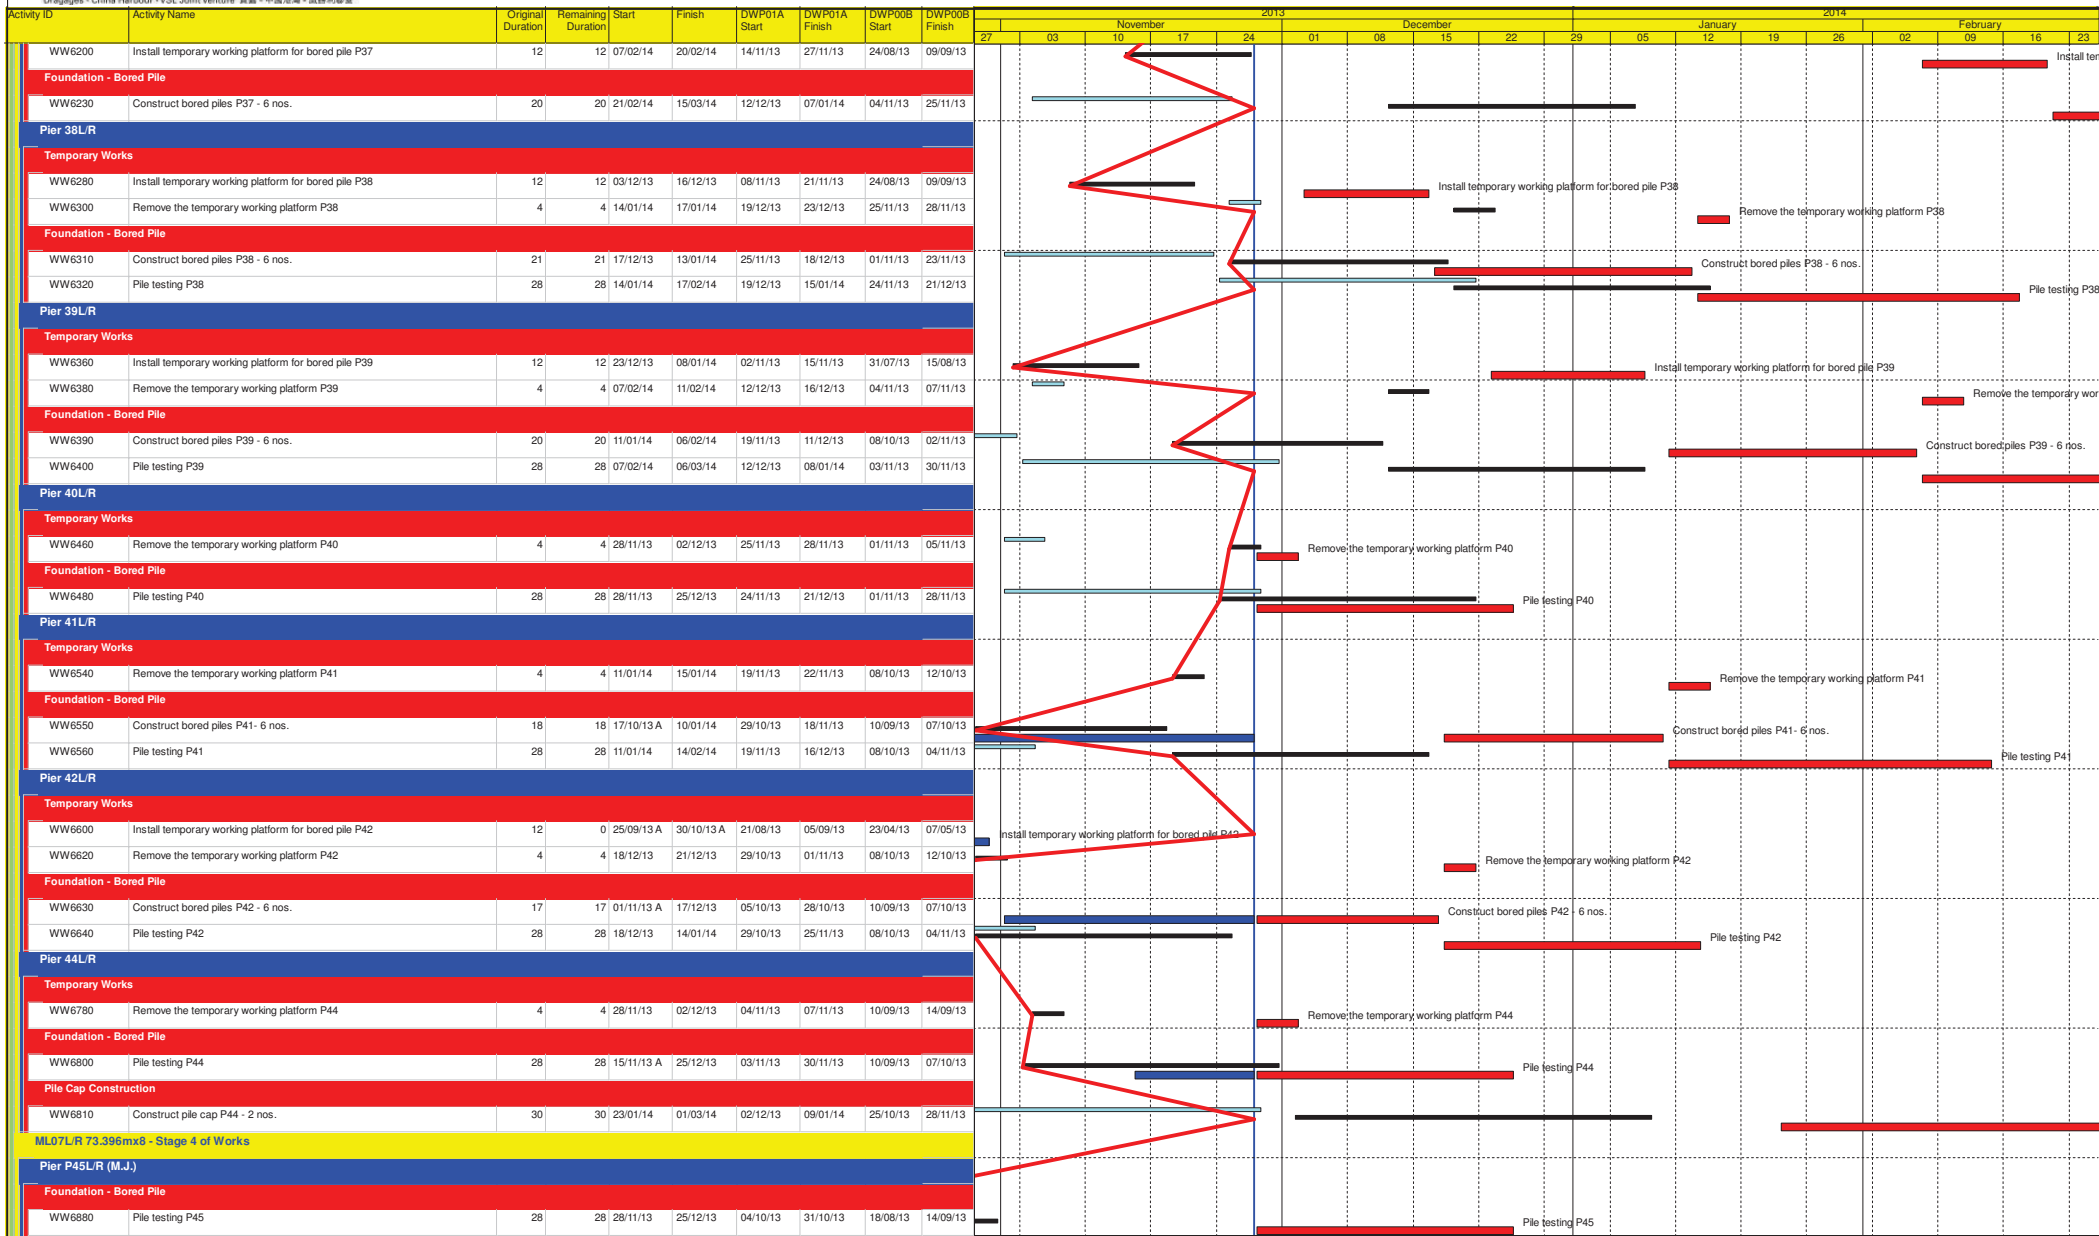 Dragages - China Harbour - VSL Joint Venture
Activity ID Activity Name Original Duration Remaining Duration Start Finish DWP01A Start DWP01A Finish DWP00B Start DWP00B Finish
2013 2014
November December January February
27 03 10 17 24 01 08 15 22 29 05 12 19 26 02 09 16 23
WW6200 Install temporary working platform for bored pile P37 12 12 07/02/14 20/02/14 14/11/13 27/11/13 24/08/13 09/09/13 Install ter
Foundation - Bored Pile
WW6230 Construct bored piles P37 - 6 nos. 20 20 21/02/14 15/03/14 12/12/13 07/01/14 04/11/13 25/11/13
Pier 38L/R
Temporary Works
WW6280 Install temporary working platform for bored pile P38 12 12 03/12/13 16/12/13 08/11/13 21/11/13 24/08/13 09/09/13 Install temporary working platform for bored pile P38
WW6300 Remove the temporary working platform P38 4 4 14/01/14 17/01/14 19/12/13 23/12/13 25/11/13 28/11/13 Remove the temporary working platform P38
Foundation - Bored Pile
WW6310 Construct bored piles P38 - 6 nos. 21 21 17/12/13 13/01/14 25/11/13 18/12/13 01/11/13 23/11/13 Construct bored piles P38 - 6 nos.
WW6320 Pile testing P38 28 28 14/01/14 17/02/14 19/12/13 15/01/14 24/11/13 21/12/13 Pile testing P38
Pier 39L/R
Temporary Works
WW6360 Install temporary working platform for bored pile P39 12 12 23/12/13 08/01/14 02/11/13 15/11/13 31/07/13 15/08/13 Install temporary working platform for bored pile P39
WW6380 Remove the temporary working platform P39 4 4 07/02/14 11/02/14 12/12/13 16/12/13 04/11/13 07/11/13 Remove the temporary wor
Foundation - Bored Pile
WW6390 Construct bored piles P39 - 6 nos. 20 20 11/01/14 06/02/14 19/11/13 11/12/13 08/10/13 02/11/13 Construct bored piles P39 - 6 nos.
WW6400 Pile testing P39 28 28 07/02/14 06/03/14 12/12/13 08/01/14 03/11/13 30/11/13
Pier 40L/R
Temporary Works
WW6460 Remove the temporary working platform P40 4 4 28/11/13 02/12/13 25/11/13 28/11/13 01/11/13 05/11/13 Remove the temporary working platform P40
Foundation - Bored Pile
WW6480 Pile testing P40 28 28 28/11/13 25/12/13 24/11/13 21/12/13 01/11/13 28/11/13 Pile testing P40
Pier 41L/R
Temporary Works
WW6540 Remove the temporary working platform P41 4 4 11/01/14 15/01/14 19/11/13 22/11/13 08/10/13 12/10/13 Remove the temporary working platform P41
Foundation - Bored Pile
WW6550 Construct bored piles P41- 6 nos. 18 18 17/10/13 A 10/01/14 29/10/13 18/11/13 10/09/13 07/10/13 Construct bored piles P41- 6 nos.
WW6560 Pile testing P41 28 28 11/01/14 14/02/14 19/11/13 16/12/13 08/10/13 04/11/13 Pile testing P41
Pier 42L/R
Temporary Works
WW6600 Install temporary working platform for bored pile P42 12 0 25/09/13 A 30/10/13 A 21/08/13 05/09/13 23/04/13 07/05/13 Install temporary working platform for bored pile P42
WW6620 Remove the temporary working platform P42 4 4 18/12/13 21/12/13 29/10/13 01/11/13 08/10/13 12/10/13 Remove the temporary working platform P42
Foundation - Bored Pile
WW6630 Construct bored piles P42 - 6 nos. 17 17 01/11/13 A 17/12/13 05/10/13 28/10/13 10/09/13 07/10/13 Construct bored piles P42 - 6 nos.
WW6640 Pile testing P42 28 28 18/12/13 14/01/14 29/10/13 25/11/13 08/10/13 04/11/13 Pile testing P42
Pier 44L/R
Temporary Works
WW6780 Remove the temporary working platform P44 4 4 28/11/13 02/12/13 04/11/13 07/11/13 10/09/13 14/09/13 Remove the temporary working platform P44
Foundation - Bored Pile
WW6800 Pile testing P44 28 28 15/11/13 A 25/12/13 03/11/13 30/11/13 10/09/13 07/10/13 Pile testing P44
Pile Cap Construction
WW6810 Construct pile cap P44 - 2 nos. 30 30 23/01/14 01/03/14 02/12/13 09/01/14 25/10/13 28/11/13
ML07L/R 73.396mx8 - Stage 4 of Works
Pier P45L/R (M.J.)
Foundation - Bored Pile
WW6880 Pile testing P45 28 28 28/11/13 25/12/13 04/10/13 31/10/13 18/08/13 14/09/13 Pile testing P45